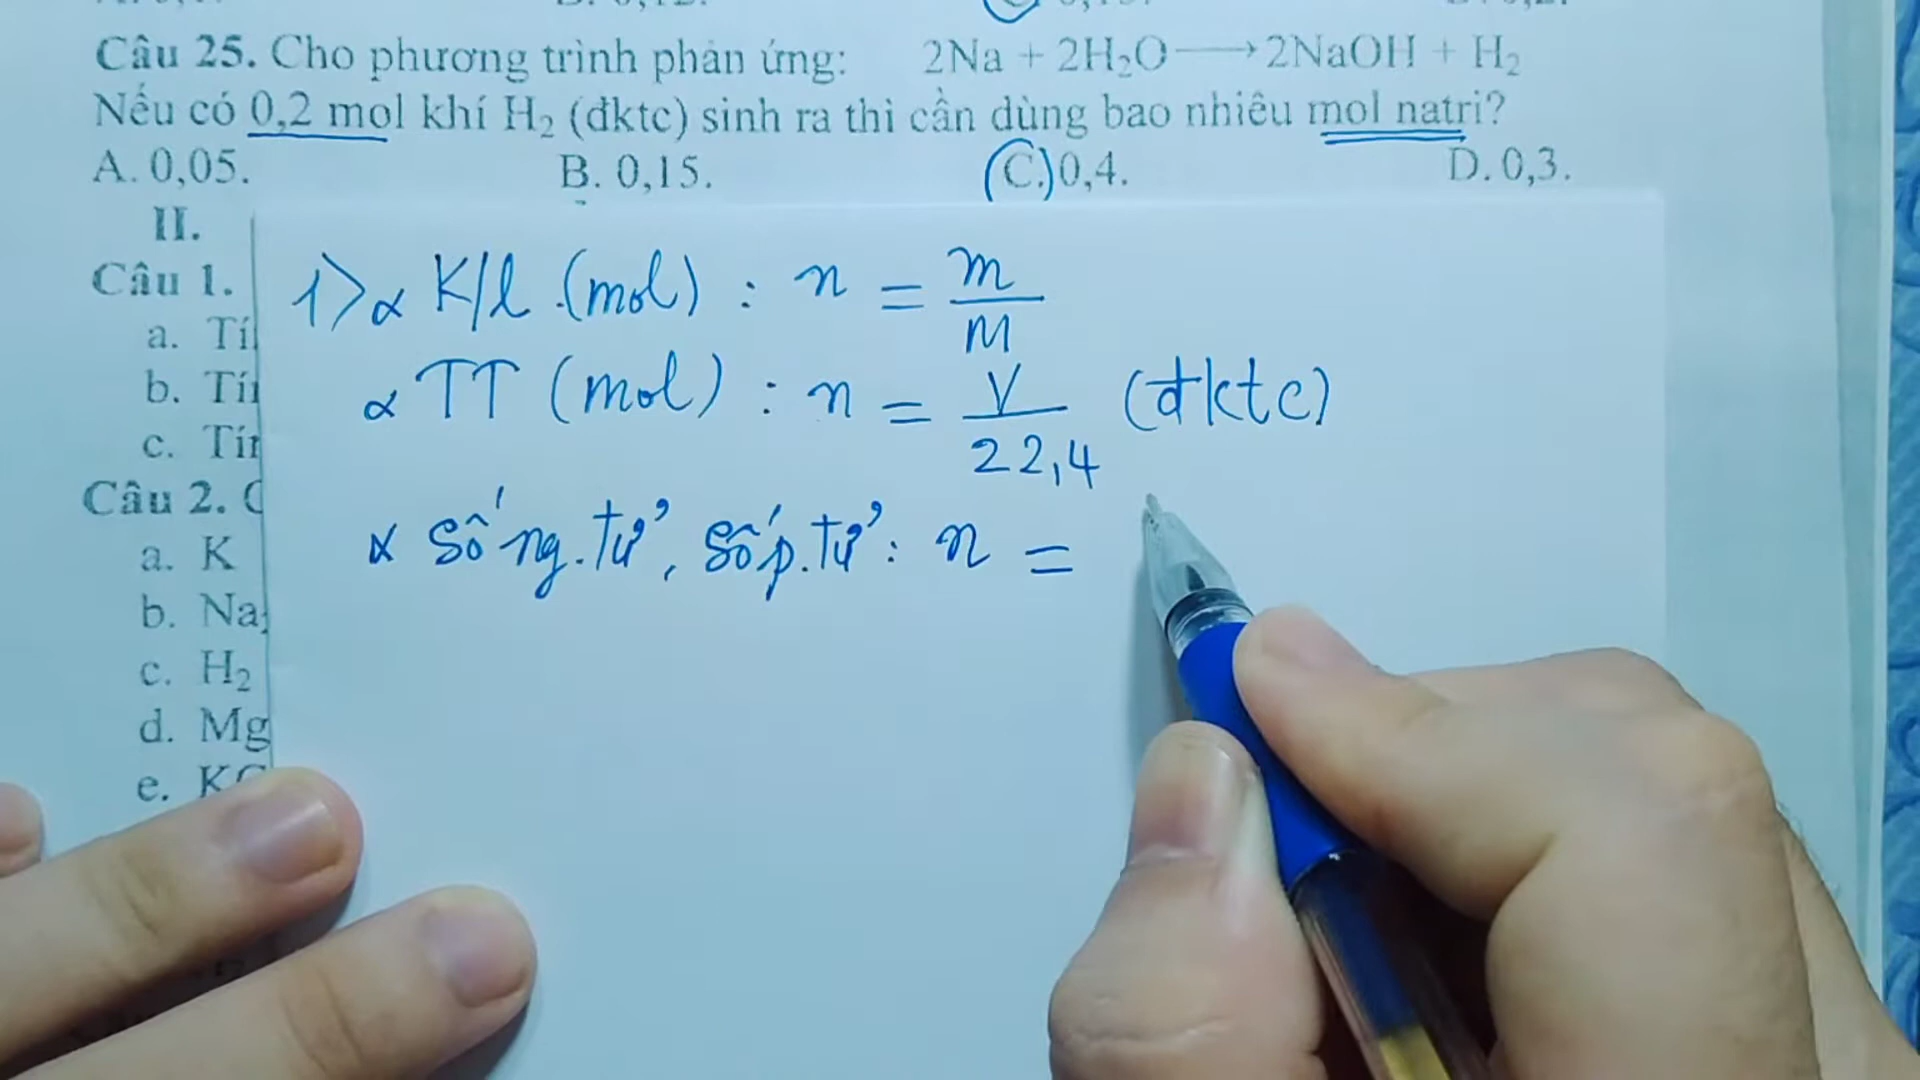 Câu 25. Cho phương trình phản ứng: 2Na + 2H₂O ⟶ 2NaOH + H₂
Nếu có 0,2 mol khí H₂ (đktc) sinh ra thì cần dùng bao nhiêu mol natri?
A. 0,05. B. 0,15. C. 0,4. D. 0,3.
II.
Câu 1.
a. Tí
b. Tí
c. Tí
Câu 2.
a. K
b. Na
c. H₂
d. Mg
e.
1> α K/l (mol) : n = m/M
α TT (mol) : n = V/22,4 (đktc)
α Số ng.tử, số p.tử : n =